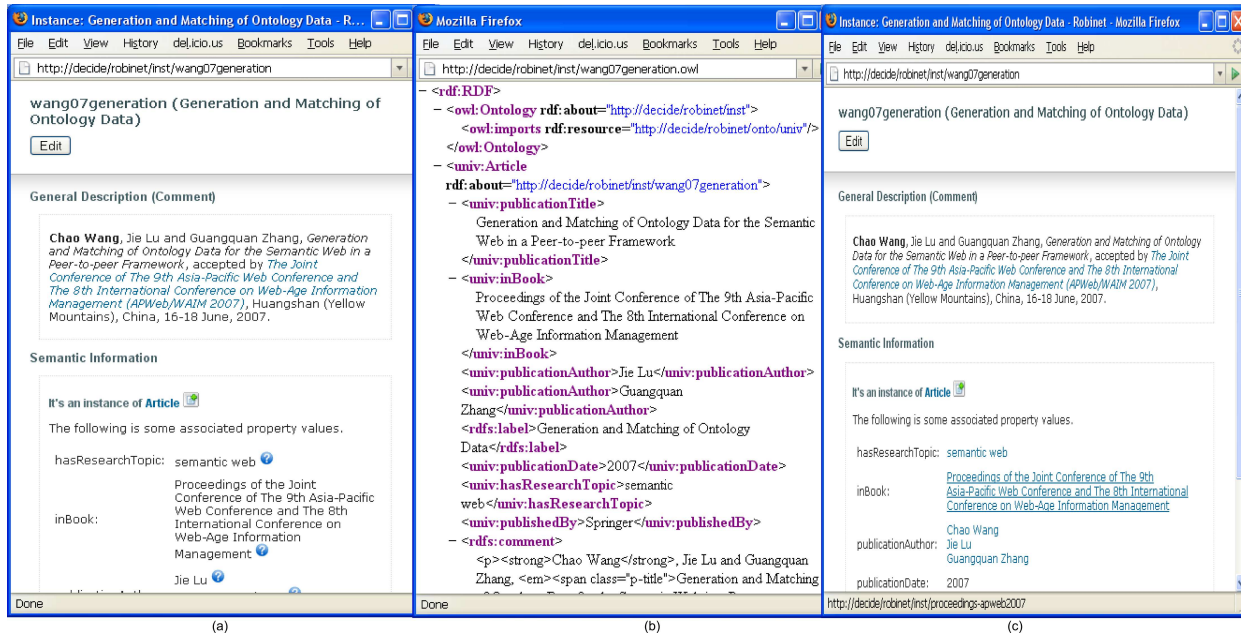 Instance: Generation and Matching of Ontology Data - R...
File Edit View History del.icio.us Bookmarks Tools Help
http://decide/robinet/inst/wang07generation
wang07generation (Generation and Matching of
Ontology Data)
Edit
General Description (Comment)
Chao Wang, Jie Lu and Guangquan Zhang, Generation
and Matching of Ontology Data for the Semantic Web in a
Peer-to-peer Framework, accepted by The Joint
Conference of The 9th Asia-Pacific Web Conference and
The 8th International Conference on Web-Age Information
Management (APWeb/WAIM 2007), Huangshan (Yellow
Mountains), China, 16-18 June, 2007.
Semantic Information
It's an instance of Article
The following is some associated property values.
hasResearchTopic: semantic web
inBook:
Proceedings of the Joint
Conference of The 9th Asia-Pacific
Web Conference and The 8th
International Conference on
Web-Age Information
Management
Jie Lu
Done
(a)
Mozilla Firefox
File Edit View History del.icio.us Bookmarks Tools Help
http://decide/robinet/inst/wang07generation.owl
− <rdf:RDF>
− <owl:Ontology rdf:about="http://decide/robinet/inst">
<owl:imports rdf:resource="http://decide/robinet/onto/univ"/>
</owl:Ontology>
− <univ:Article
rdf:about="http://decide/robinet/inst/wang07generation">
− <univ:publicationTitle>
Generation and Matching of Ontology Data for the Semantic
Web in a Peer-to-peer Framework
</univ:publicationTitle>
− <univ:inBook>
Proceedings of the Joint Conference of The 9th Asia-Pacific
Web Conference and The 8th International Conference on
Web-Age Information Management
</univ:inBook>
<univ:publicationAuthor>Jie Lu</univ:publicationAuthor>
<univ:publicationAuthor>Guangquan
Zhang</univ:publicationAuthor>
<rdfs:label>Generation and Matching of Ontology
Data</rdfs:label>
<univ:publicationDate>2007</univ:publicationDate>
<univ:hasResearchTopic>semantic
web</univ:hasResearchTopic>
<univ:publishedBy>Springer</univ:publishedBy>
− <rdfs:comment>
<p><strong>Chao Wang</strong>, Jie Lu and Guangquan
Zhang, <em><span class="p-title">Generation and Matching
Done
(b)
Instance: Generation and Matching of Ontology Data - Robinet - Mozilla Firefox
File Edit View History del.icio.us Bookmarks Tools Help
http://decide/robinet/inst/wang07generation
wang07generation (Generation and Matching of Ontology Data)
Edit
General Description (Comment)
Chao Wang, Jie Lu and Guangquan Zhang, Generation and Matching of Ontology
Data for the Semantic Web in a Peer-to-peer Framework, accepted by The Joint
Conference of The 9th Asia-Pacific Web Conference and The 8th International
Conference on Web-Age Information Management (APWeb/WAIM 2007),
Huangshan (Yellow Mountains), China, 16-18 June, 2007.
Semantic Information
It's an instance of Article
The following is some associated property values.
hasResearchTopic: semantic web
inBook:
Proceedings of the Joint Conference of The 9th
Asia-Pacific Web Conference and The 8th International
Conference on Web-Age Information Management
publicationAuthor:
Chao Wang
Jie Lu
Guangquan Zhang
publicationDate: 2007
http://decide/robinet/inst/proceedings-apweb2007
(c)